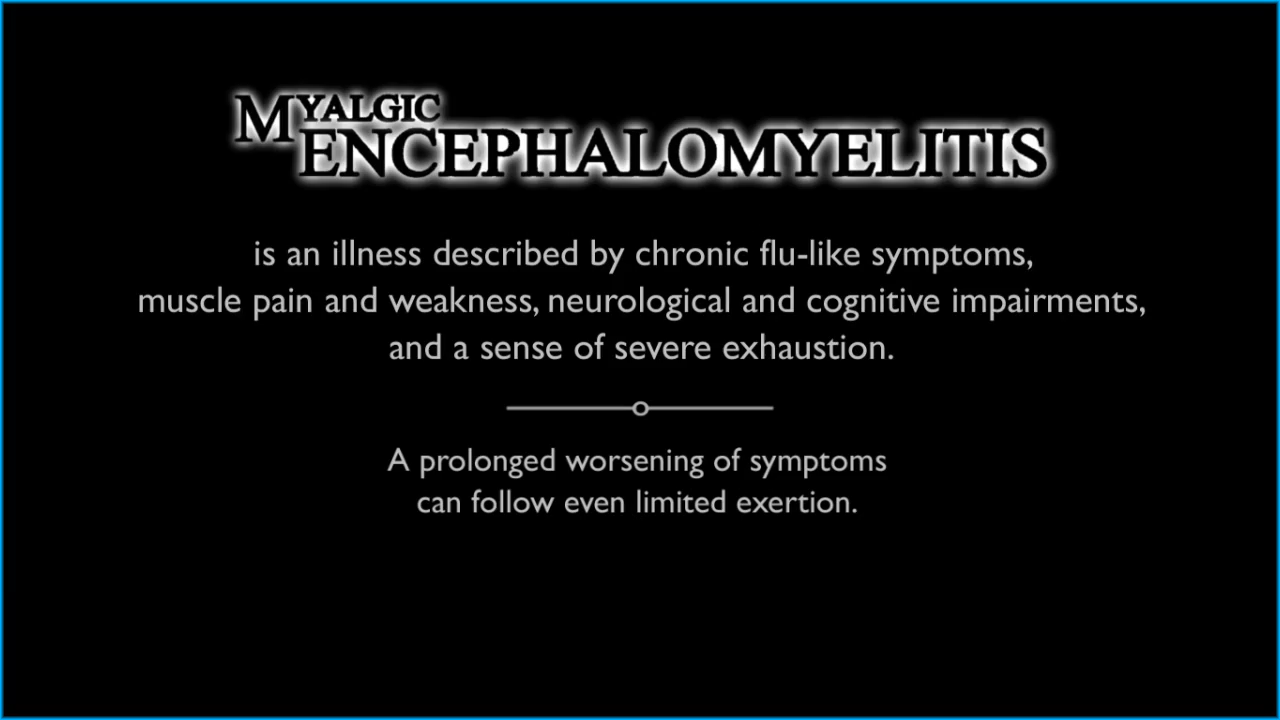 MYALGIC
ENCEPHALOMYELITIS
is an illness described by chronic flu-like symptoms,
muscle pain and weakness, neurological and cognitive impairments,
and a sense of severe exhaustion.
A prolonged worsening of symptoms
can follow even limited exertion.